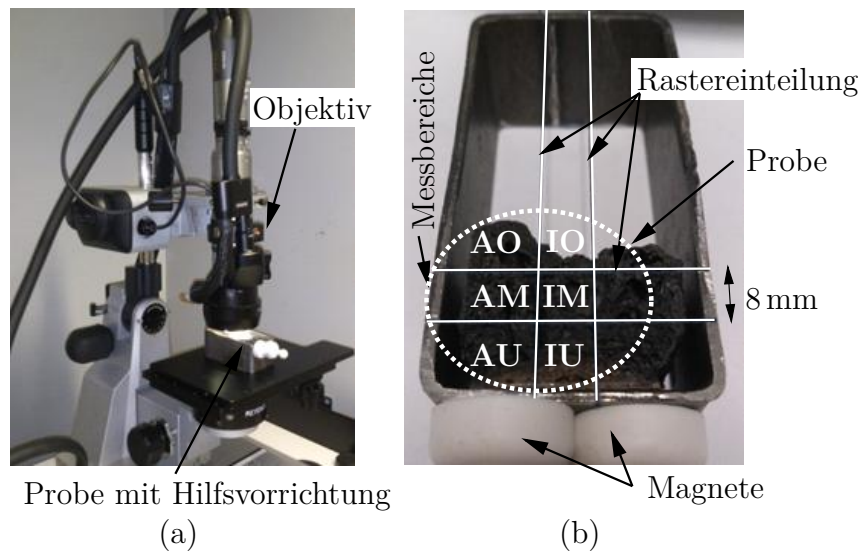 Objektiv
Probe mit Hilfsvorrichtung
(a)
Messbereiche
Rastereinteilung
Probe
AO IO
AM IM
8 mm
AU IU
Magnete
(b)